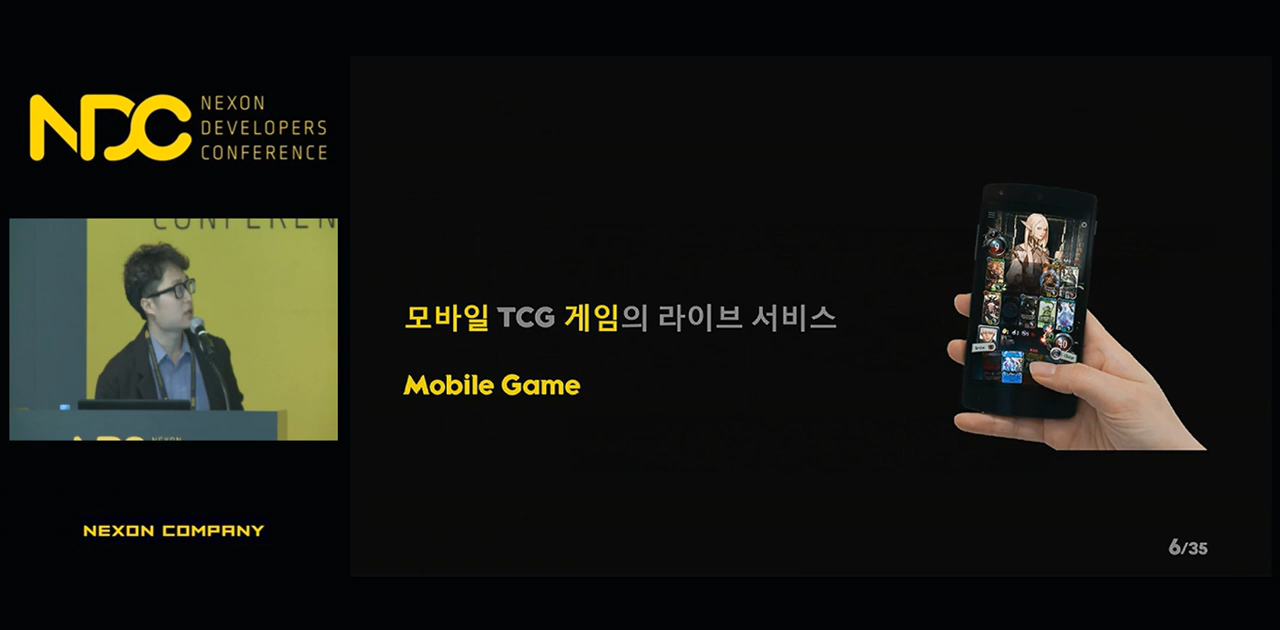 NDC
NEXON
DEVELOPERS
CONFERENCE
CONFEREN
모바일 TCG 게임의 라이브 서비스
Mobile Game
NEXON COMPANY
6/35